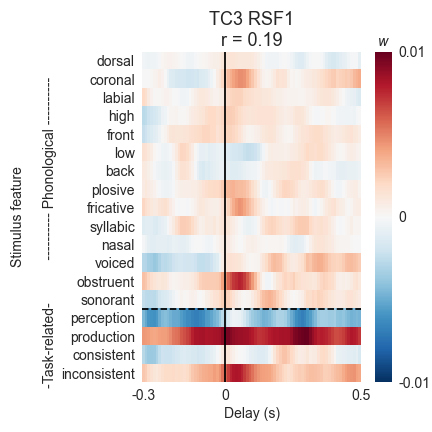 TC3 RSF1
r = 0.19
w
dorsal
coronal
labial
high
front
low
back
plosive
fricative
syllabic
nasal
voiced
obstruent
sonorant
perception
production
consistent
inconsistent
Stimulus feature
---------- Phonological ----------
-Task-related-
0.01
0
-0.01
-0.3
0
0.5
Delay (s)